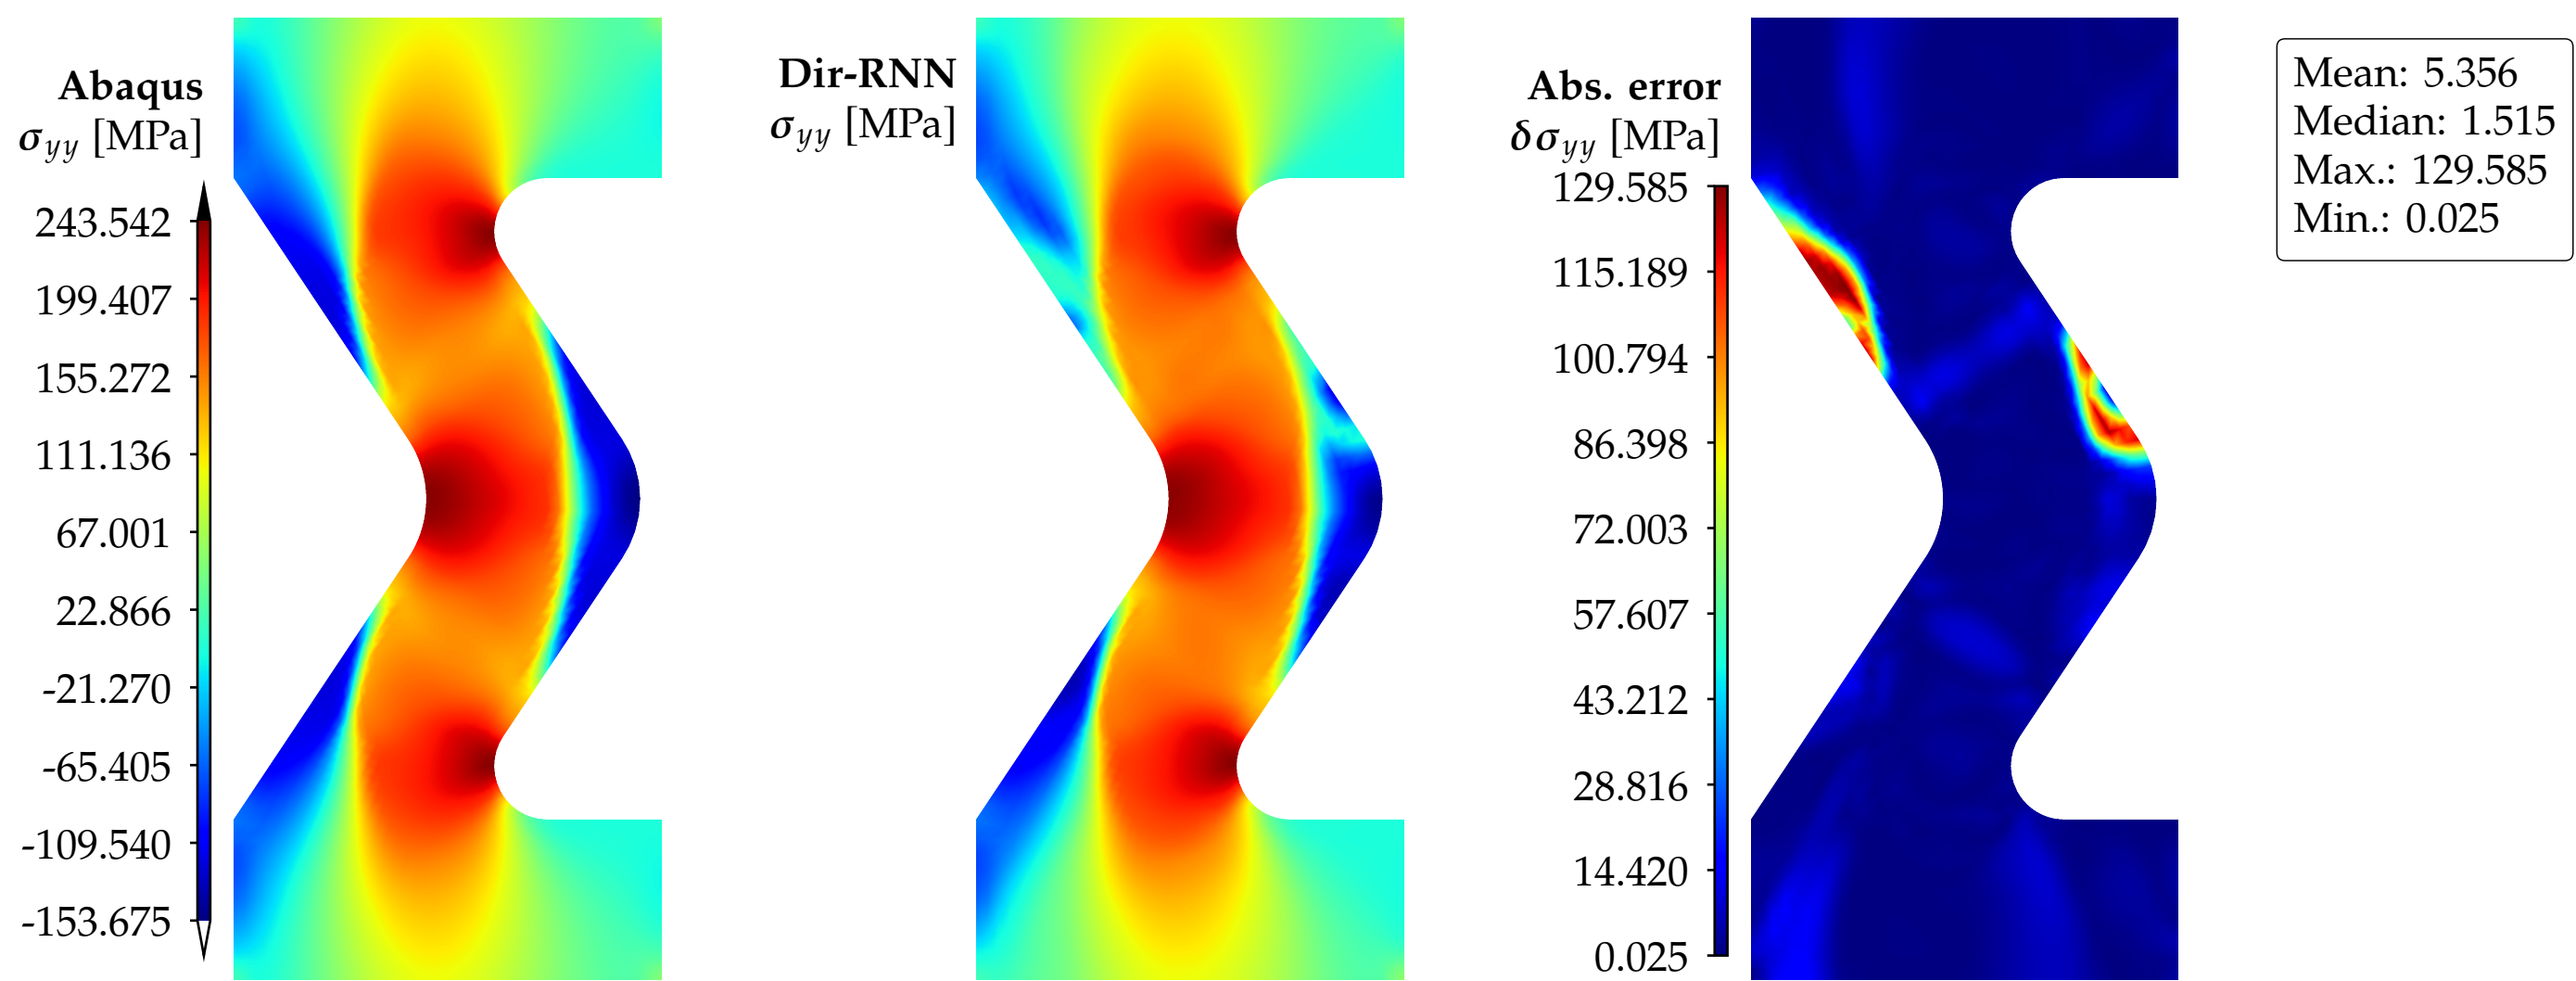 Abaqus
σyy [MPa]
243.542
199.407
155.272
111.136
67.001
22.866
-21.270
-65.405
-109.540
-153.675
Dir-RNN
σyy [MPa]
Abs. error
δσyy [MPa]
129.585
115.189
100.794
86.398
72.003
57.607
43.212
28.816
14.420
0.025
Mean: 5.356
Median: 1.515
Max.: 129.585
Min.: 0.025